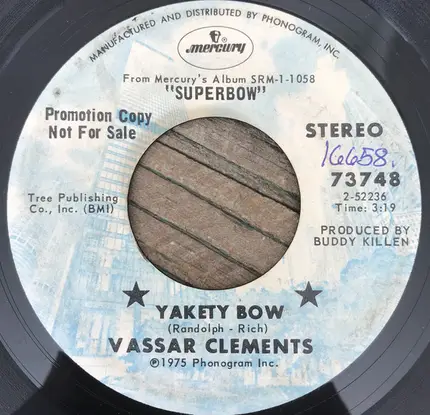 MANUFACTURED AND DISTRIBUTED BY PHONOGRAM, INC.
mercury
From Mercury's Album SRM-1-1058
"SUPERBOW"
Promotion Copy
Not For Sale
STEREO
16658.
73748
2-52236
Time: 3:19
Tree Publishing
Co., Inc. (BMI)
PRODUCED BY
BUDDY KILLEN
YAKETY BOW
(Randolph - Rich)
VASSAR CLEMENTS
℗1975 Phonogram Inc.